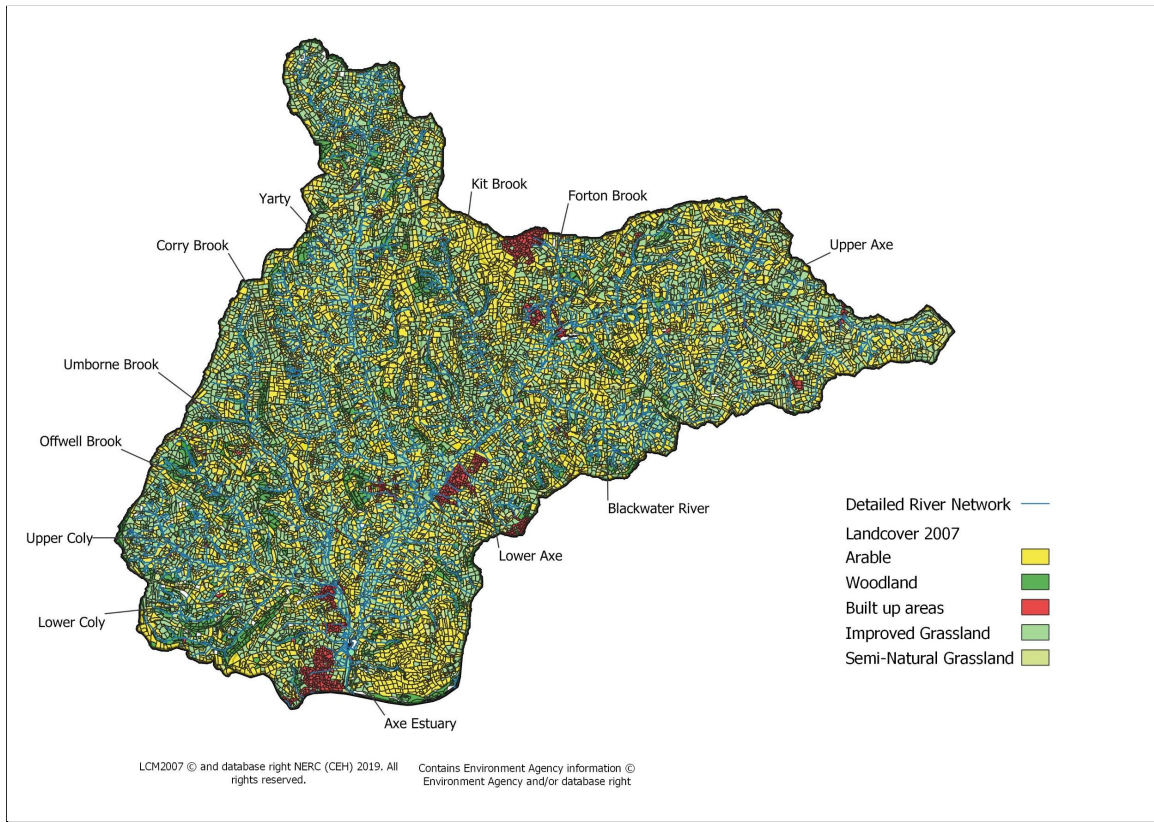 Kit Brook
Forton Brook
Yarty
Corry Brook
Upper Axe
Umborne Brook
Offwell Brook
Blackwater River
Upper Coly
Lower Axe
Lower Coly
Axe Estuary
Detailed River Network
Landcover 2007
Arable
Woodland
Built up areas
Improved Grassland
Semi-Natural Grassland
LCM2007 © and database right NERC (CEH) 2019. All
rights reserved.
Contains Environment Agency information ©
Environment Agency and/or database right